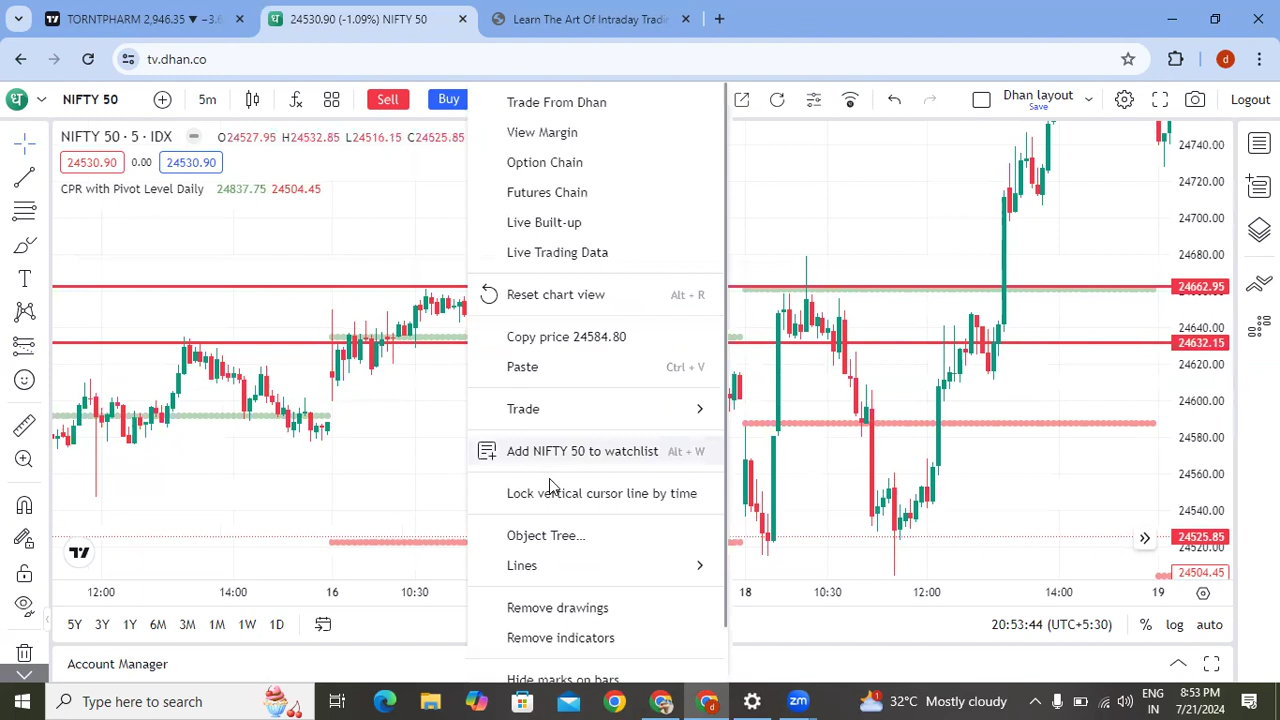 TORNTPHARM 2,946.35 ▼ −3.6
24530.90 (-1.09%) NIFTY 50
Learn The Art Of Intraday Tradin
tv.dhan.co
d
NIFTY 50
5m
Sell
Buy
Dhan layout
Save
Logout
NIFTY 50 · 5 · IDX
O24527.95 H24532.85 L24516.15 C24525.85
24530.90 0.00 24530.90
CPR with Pivot Level Daily 24837.75 24504.45
Trade From Dhan
View Margin
Option Chain
Futures Chain
Live Built-up
Live Trading Data
Reset chart view Alt + R
Copy price 24584.80
Paste Ctrl + V
Trade
Add NIFTY 50 to watchlist Alt + W
Lock vertical cursor line by time
Object Tree...
Lines
Remove drawings
Remove indicators
Hide marks on bars
24740.00
24720.00
24700.00
24680.00
24662.95
24640.00
24632.15
24620.00
24600.00
24580.00
24560.00
24540.00
24525.85
24520.00
24504.45
12:00 14:00 16 10:30 18 10:30 12:00 14:00 19
5Y 3Y 1Y 6M 3M 1M 1W 1D
20:53:44 (UTC+5:30) % log auto
Account Manager
Type here to search
32°C Mostly cloudy
ENG
IN
8:53 PM
7/21/2024